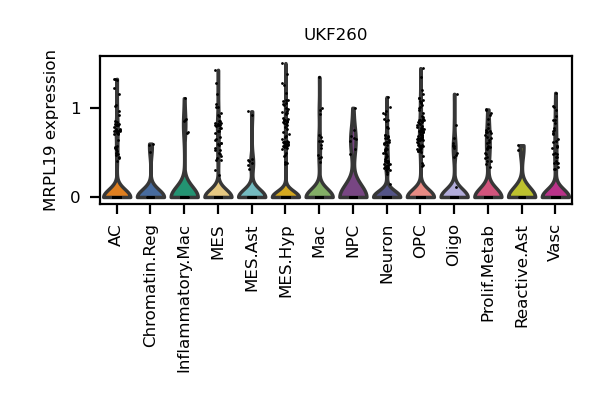 UKF260
MRPL19 expression
1
0
AC
Chromatin.Reg
Inflammatory.Mac
MES
MES.Ast
MES.Hyp
Mac
NPC
Neuron
OPC
Oligo
Prolif.Metab
Reactive.Ast
Vasc